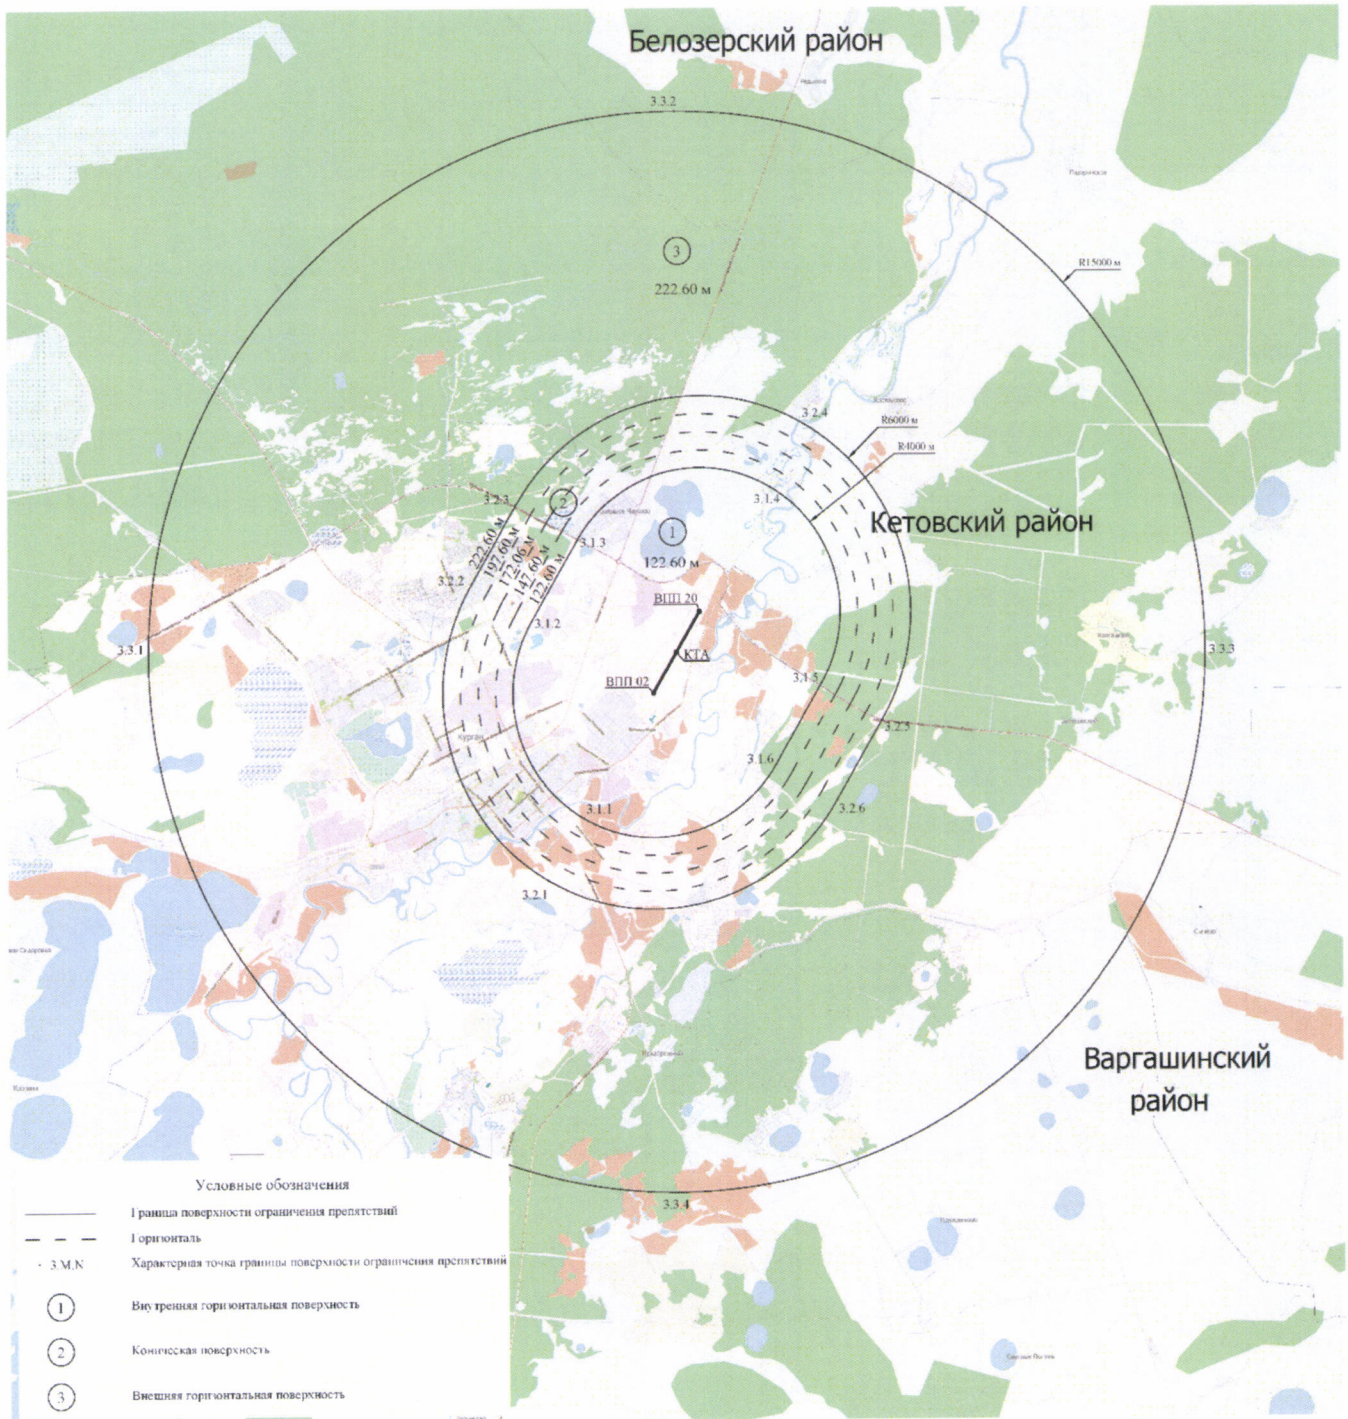 Белозерский район
3.3.2
3
222.60 м
R15000 м
3.2.4
R6000 м
R4000 м
3.2.3
2
3.1.4
1
Кетовский район
3.1.3
122.60 м
222.60 м
197.60 м
172.06 м
147.60 м
122.60 м
3.2.2
ВПП 20
3.1.2
3.3.1
КТА
3.3.3
ВПП 02
3.1.5
3.2.5
Курган
3.1.6
3.1.1
3.2.6
3.2.1
Варгашинский
район
3.3.4
Условные обозначения
Граница поверхности ограничения препятствий
Горизонталь
· 3.M.N Характерная точка границы поверхности ограничения препятствий
1 Внутренняя горизонтальная поверхность
2 Коническая поверхность
3 Внешняя горизонтальная поверхность